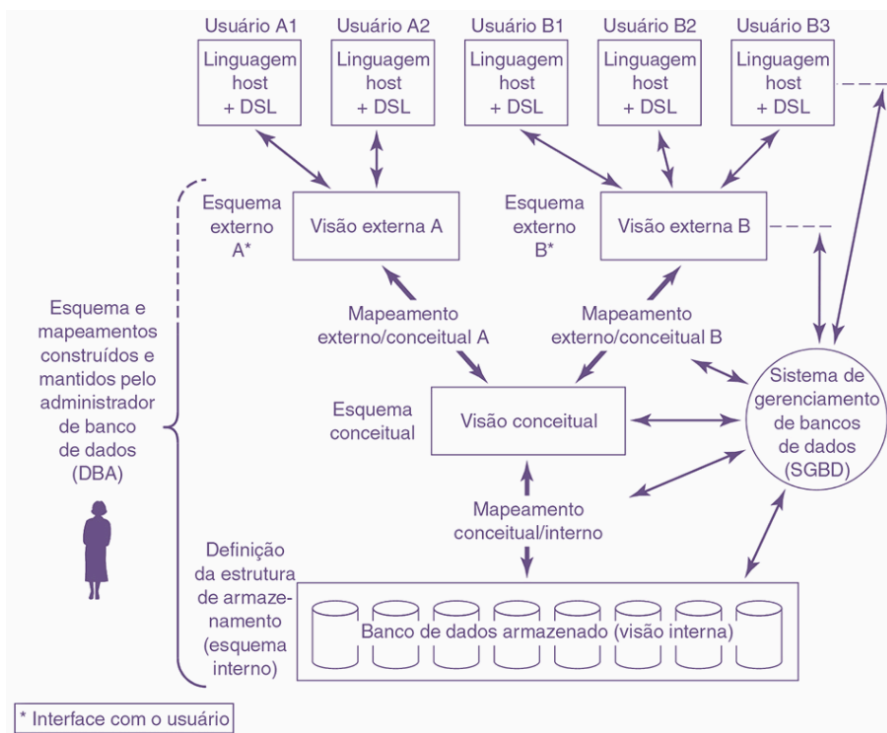 Usuário A1
Usuário A2
Usuário B1
Usuário B2
Usuário B3
Linguagem
host
+ DSL
Linguagem
host
+ DSL
Linguagem
host
+ DSL
Linguagem
host
+ DSL
Linguagem
host
+ DSL
Esquema
externo
A*
Visão externa A
Esquema
externo
B*
Visão externa B
Esquema e
mapeamentos
construídos e
mantidos pelo
administrador
de banco
de dados
(DBA)
Mapeamento
externo/conceitual A
Mapeamento
externo/conceitual B
Esquema
conceitual
Visão conceitual
Sistema de
gerenciamento
de bancos
de dados
(SGBD)
Mapeamento
conceitual/interno
Definição
da estrutura
de armaze-
namento
(esquema
interno)
Banco de dados armazenado (visão interna)
* Interface com o usuário